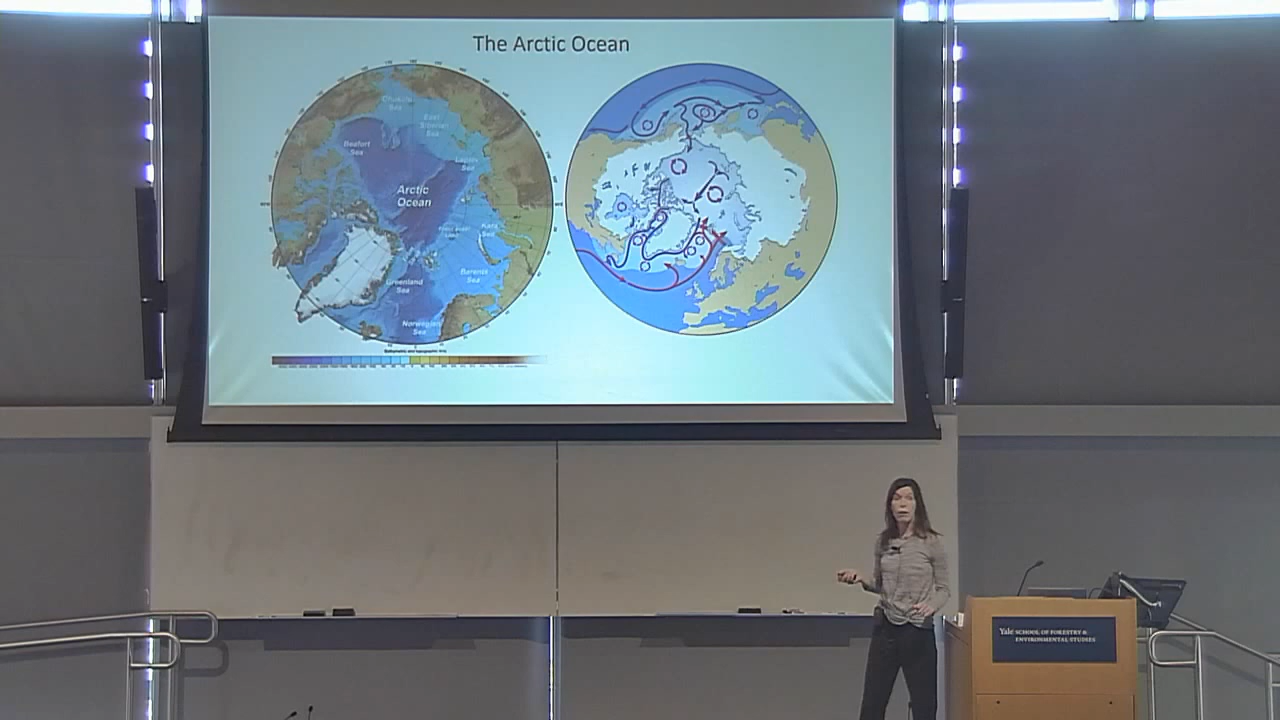 The Arctic Ocean
Chukchi
Sea
East
Siberian
Sea
Beaufort
Sea
Laptev
Sea
Arctic
Ocean
Kara
Sea
Barents
Sea
Greenland
Sea
Norwegian
Sea
Yale SCHOOL OF FORESTRY &
ENVIRONMENTAL STUDIES